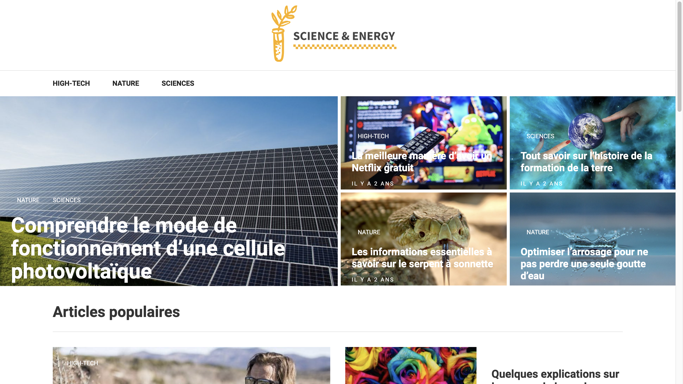 SCIENCE & ENERGY
HIGH-TECH
NATURE
SCIENCES
NATURE
SCIENCES
Comprendre le mode de
fonctionnement d'une cellule
photovoltaïque
HIGH-TECH
La meilleure manière d'
Netflix gratuit
IL Y A 2 ANS
SCIENCES
Tout savoir sur l'histoire de la
formation de la terre
IL Y A 2 ANS
NATURE
Les informations essentielles à
savoir sur le serpent à sonnette
IL Y A 2 ANS
NATURE
Optimiser l'arrosage pour ne
pas perdre une seule goutte
d'eau
Articles populaires
HIGH-TECH
Quelques explications sur